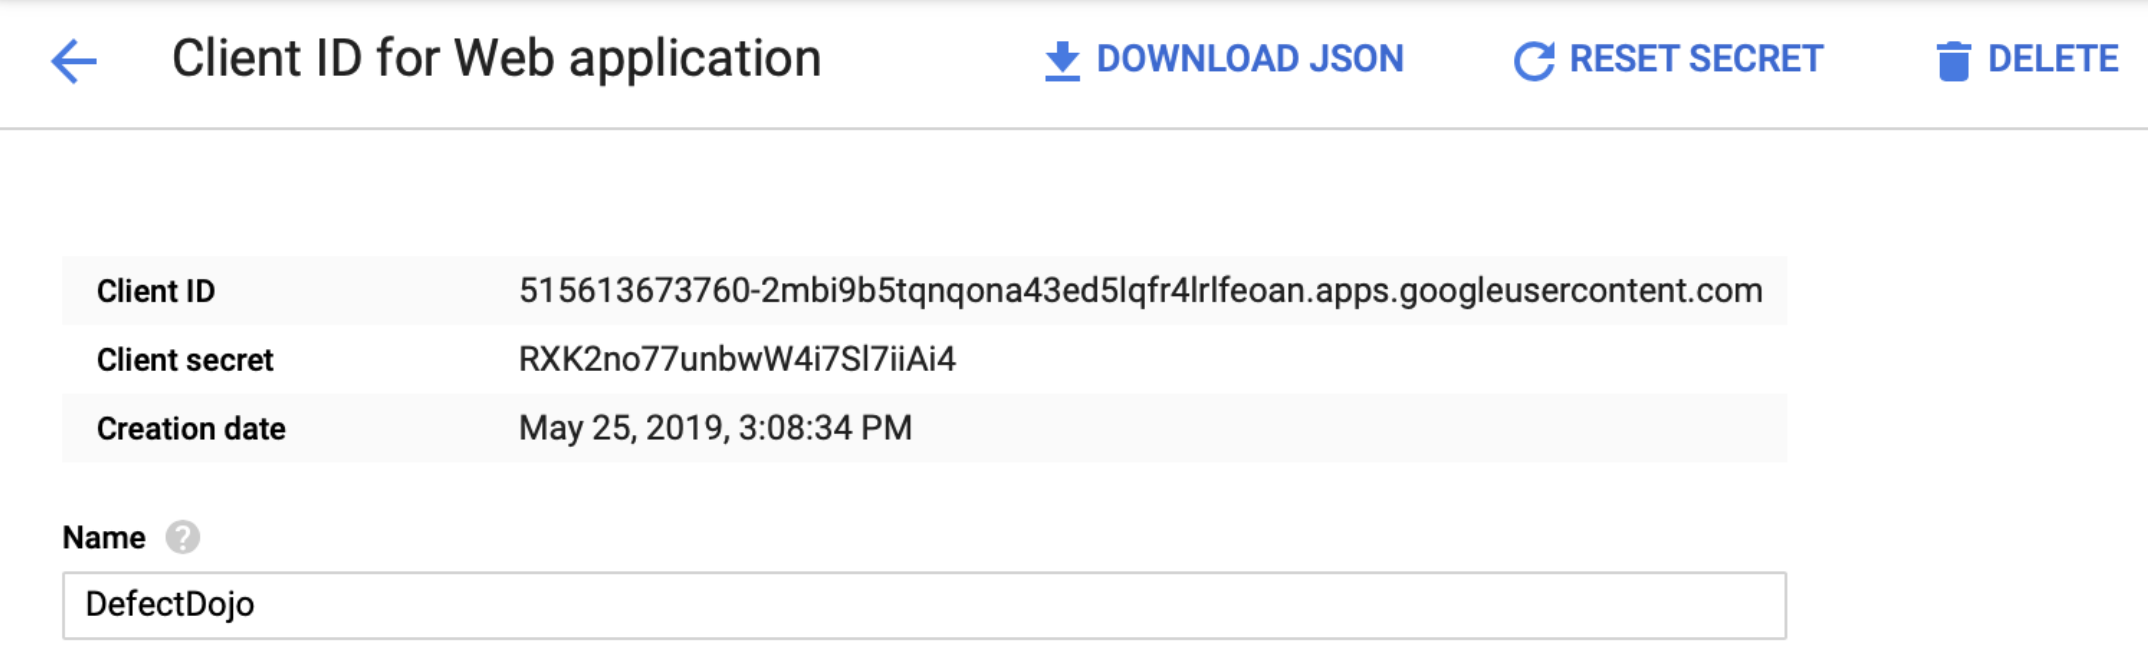 Client ID for Web application DOWNLOAD JSON RESET SECRET DELETE
Client ID 515613673760-2mbi9b5tqnqona43ed5lqfr4lrlfeoan.apps.googleusercontent.com
Client secret RXK2no77unbwW4i7Sl7iiAi4
Creation date May 25, 2019, 3:08:34 PM
Name ?
DefectDojo